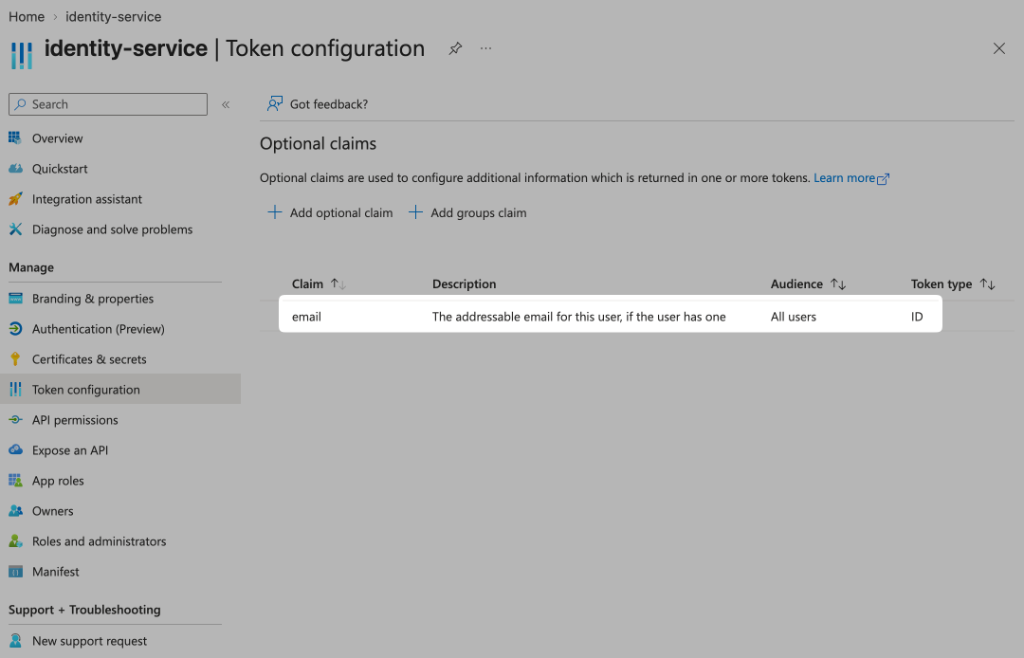 Home > identity-service
identity-service | Token configuration
Search
Overview
Quickstart
Integration assistant
Diagnose and solve problems
Manage
Branding & properties
Authentication (Preview)
Certificates & secrets
Token configuration
API permissions
Expose an API
App roles
Owners
Roles and administrators
Manifest
Support + Troubleshooting
New support request
Got feedback?
Optional claims
Optional claims are used to configure additional information which is returned in one or more tokens. Learn more
Add optional claim Add groups claim
Claim Description Audience Token type
email The addressable email for this user, if the user has one All users ID